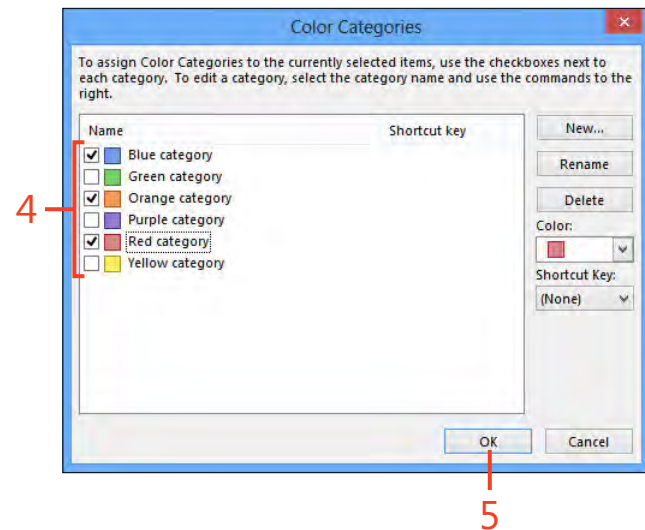 Color Categories
To assign Color Categories to the currently selected items, use the checkboxes next to
each category. To edit a category, select the category name and use the commands to the
right.
Name Shortcut key
Blue category
Green category
Orange category
Purple category
Red category
Yellow category
4
New...
Rename
Delete
Color:
Shortcut Key:
(None)
OK Cancel
5